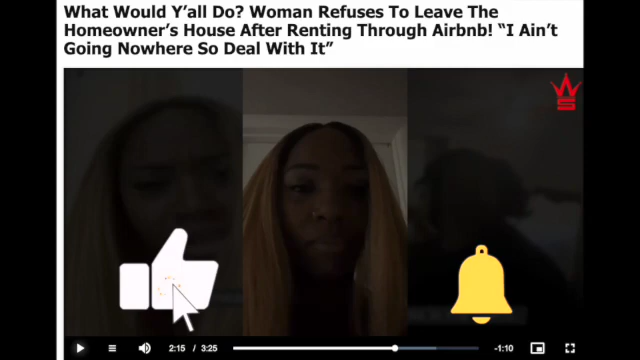 What Would Y’all Do? Woman Refuses To Leave The
Homeowner’s House After Renting Through Airbnb! “I Ain’t
Going Nowhere So Deal With It”
2:15 / 3:25
-1:10